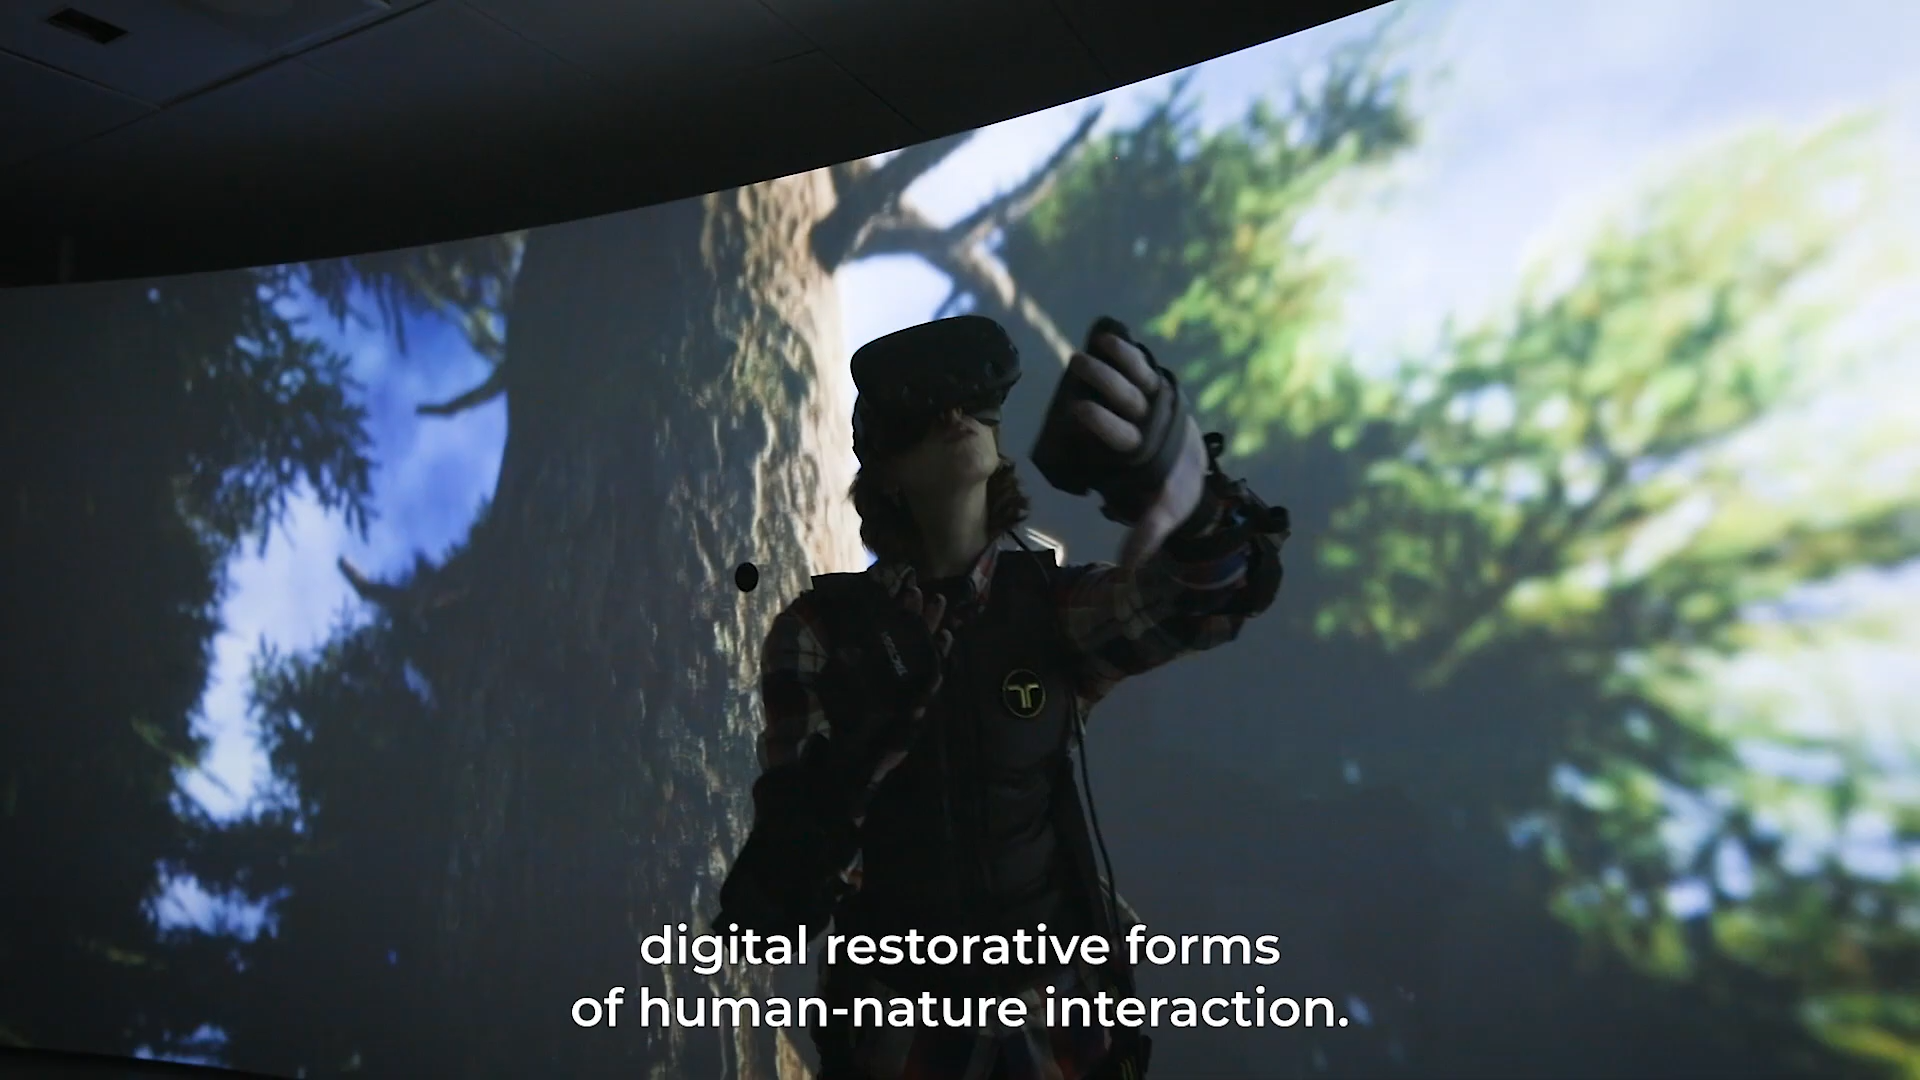 digital restorative forms
of human-nature interaction.